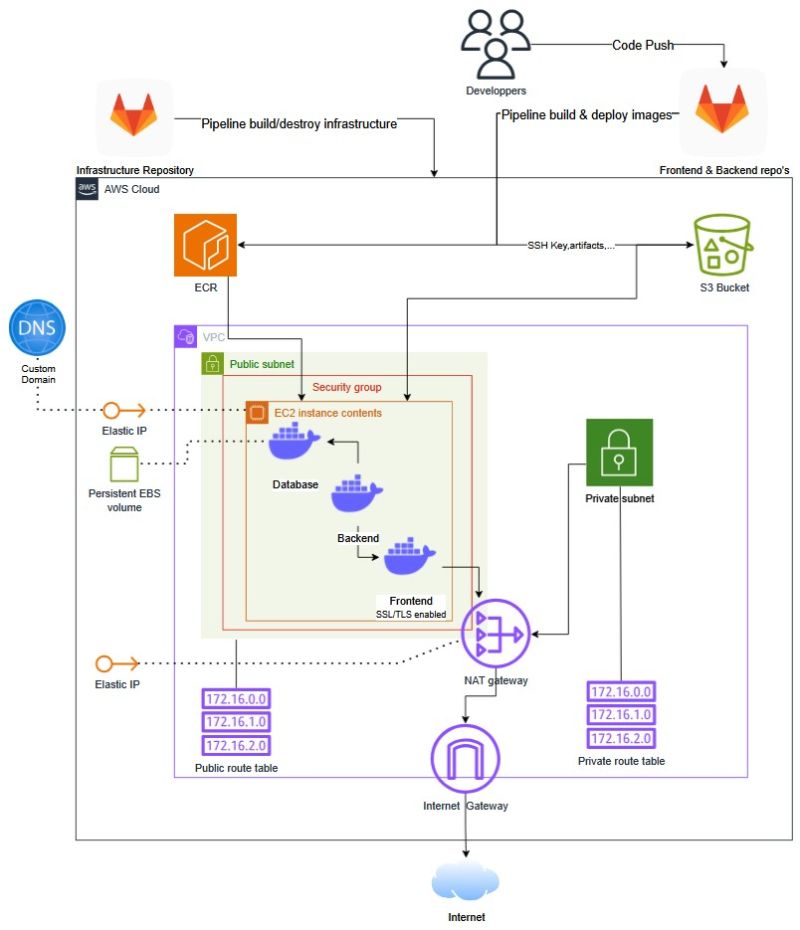 Code Push
Developpers
Pipeline build/destroy infrastructure
Pipeline build & deploy images
Infrastructure Repository
Frontend & Backend repo's
aws
AWS Cloud
SSH Key,artifacts,...
ECR
S3 Bucket
DNS
Custom
Domain
VPC
Public subnet
Security group
EC2 instance contents
Elastic IP
Database
Persistent EBS
volume
Private subnet
Backend
Frontend
SSL/TLS enabled
NAT gateway
Elastic IP
172.16.0.0
172.16.1.0
172.16.2.0
Public route table
172.16.0.0
172.16.1.0
172.16.2.0
Private route table
Internet Gateway
Internet